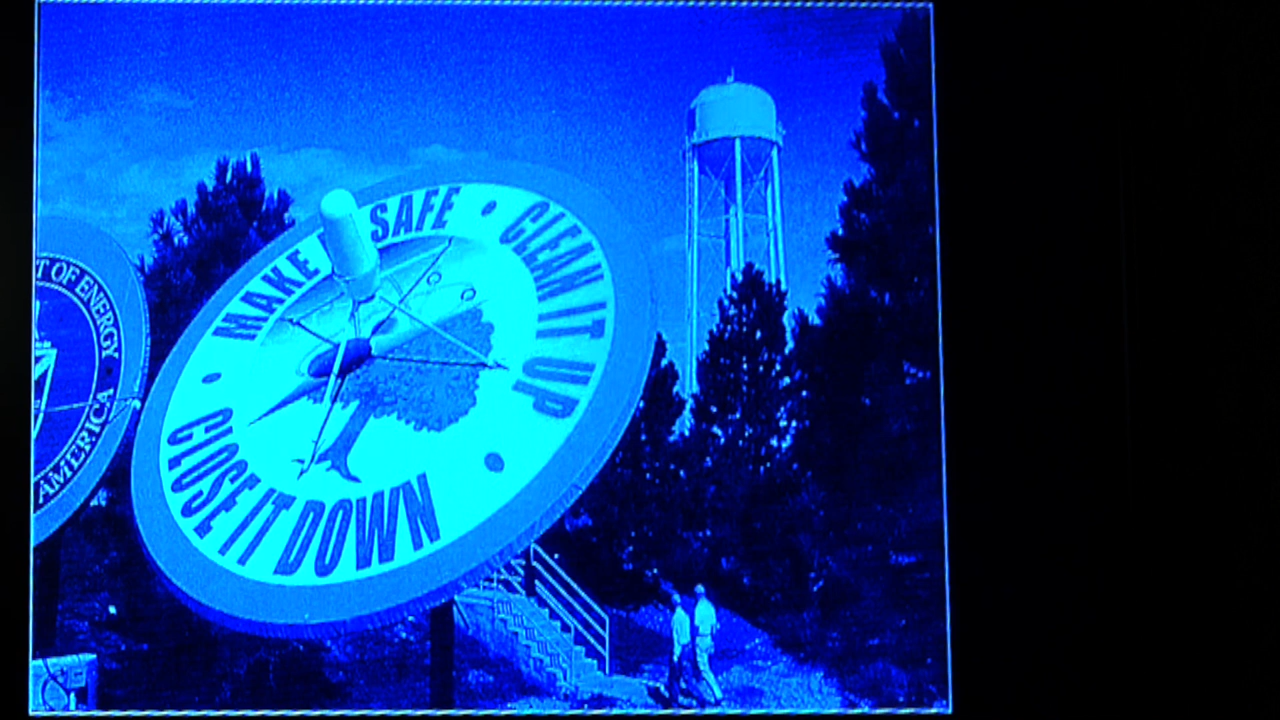 T OF ENERGY
AMERICA
MAKE
SAFE • CLEAN IT UP •
CLOSE IT DOWN •